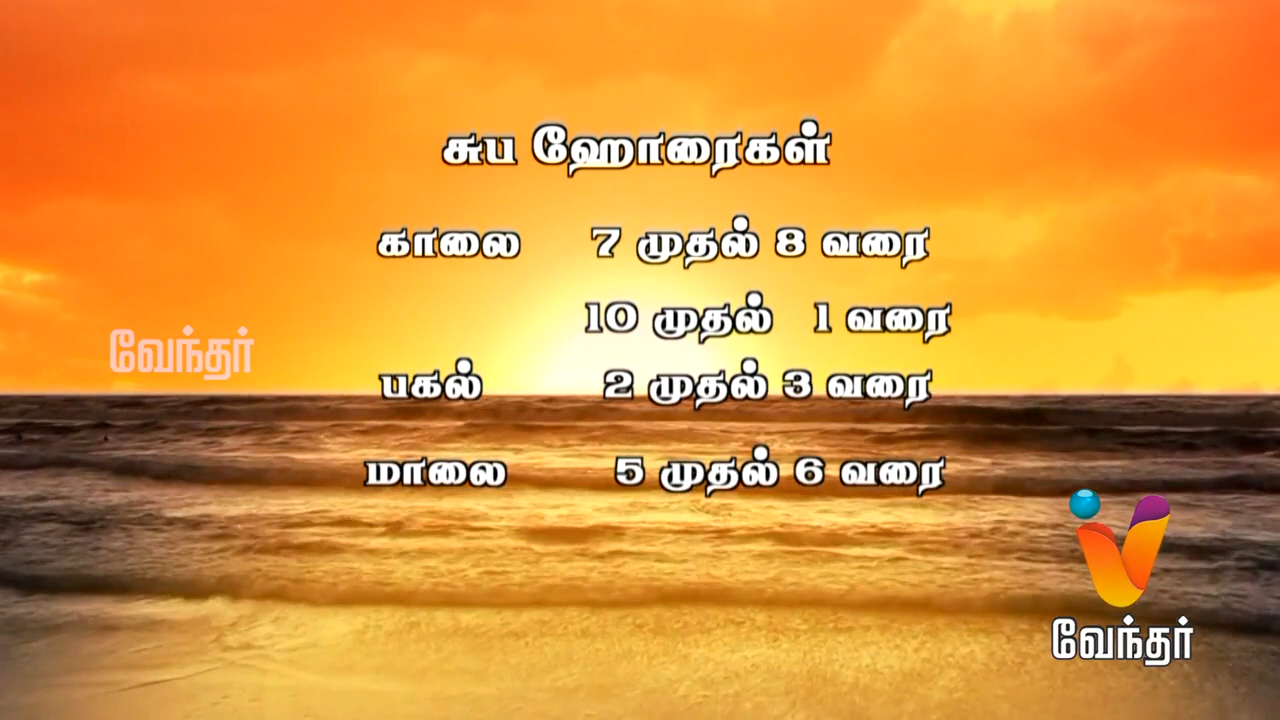 சுப ஹோரைகள்
காலை 7 முதல் 8 வரை
10 முதல் 1 வரை
வேந்தர்
பகல் 2 முதல் 3 வரை
மாலை 5 முதல் 6 வரை
வேந்தர்